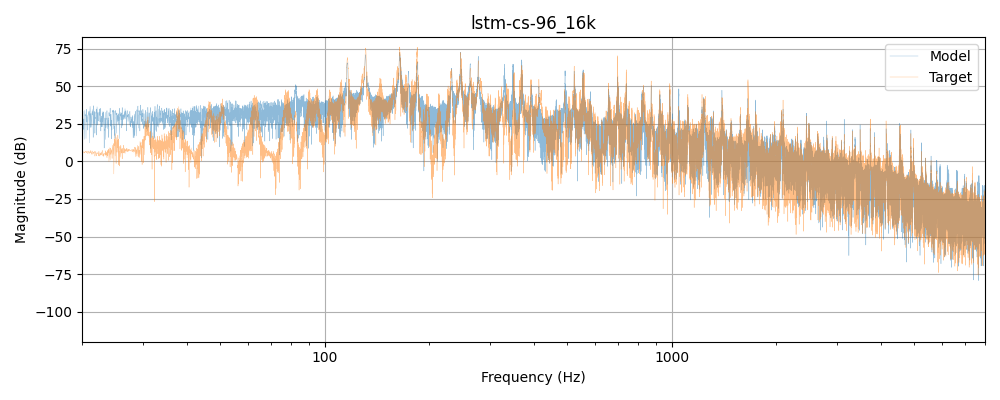 lstm-cs-96_16k
Model
Target
Magnitude (dB)
75
50
25
0
−25
−50
−75
−100
100
1000
Frequency (Hz)